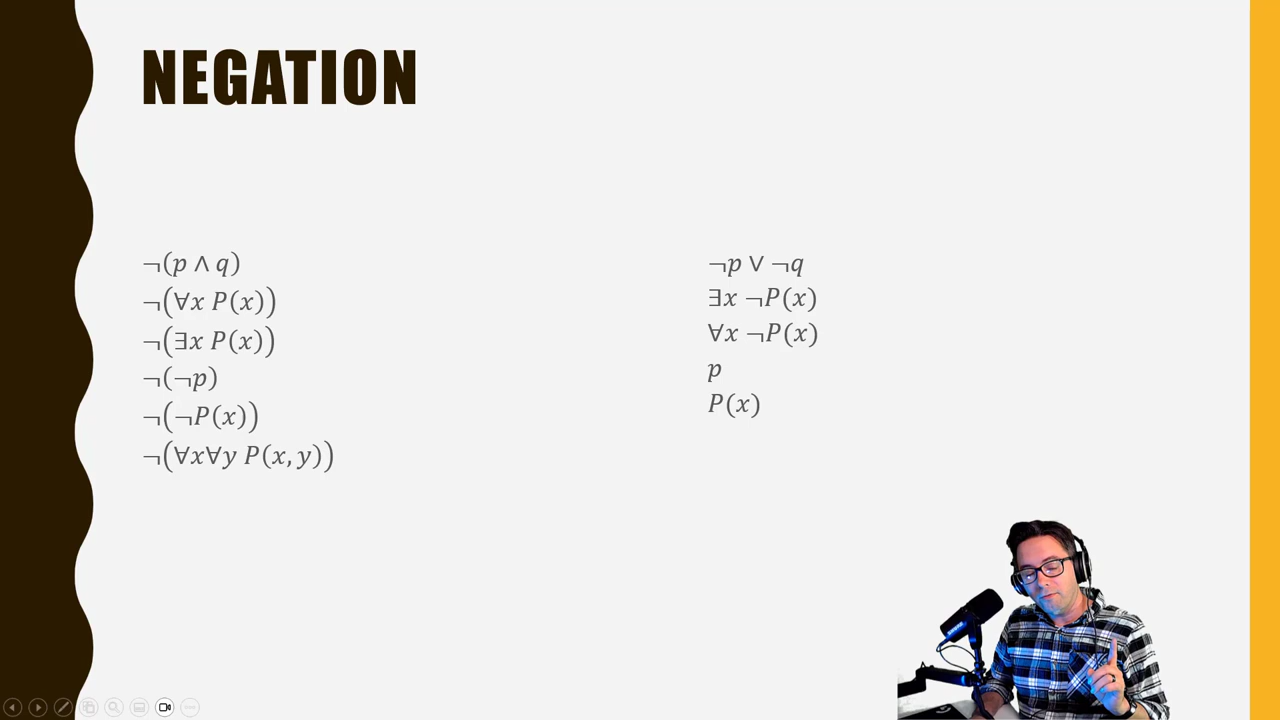 NEGATION
¬(p ∧ q)
¬(∀x P(x))
¬(∃x P(x))
¬(¬p)
¬(¬P(x))
¬(∀x∀y P(x, y))
¬p ∨ ¬q
∃x ¬P(x)
∀x ¬P(x)
p
P(x)